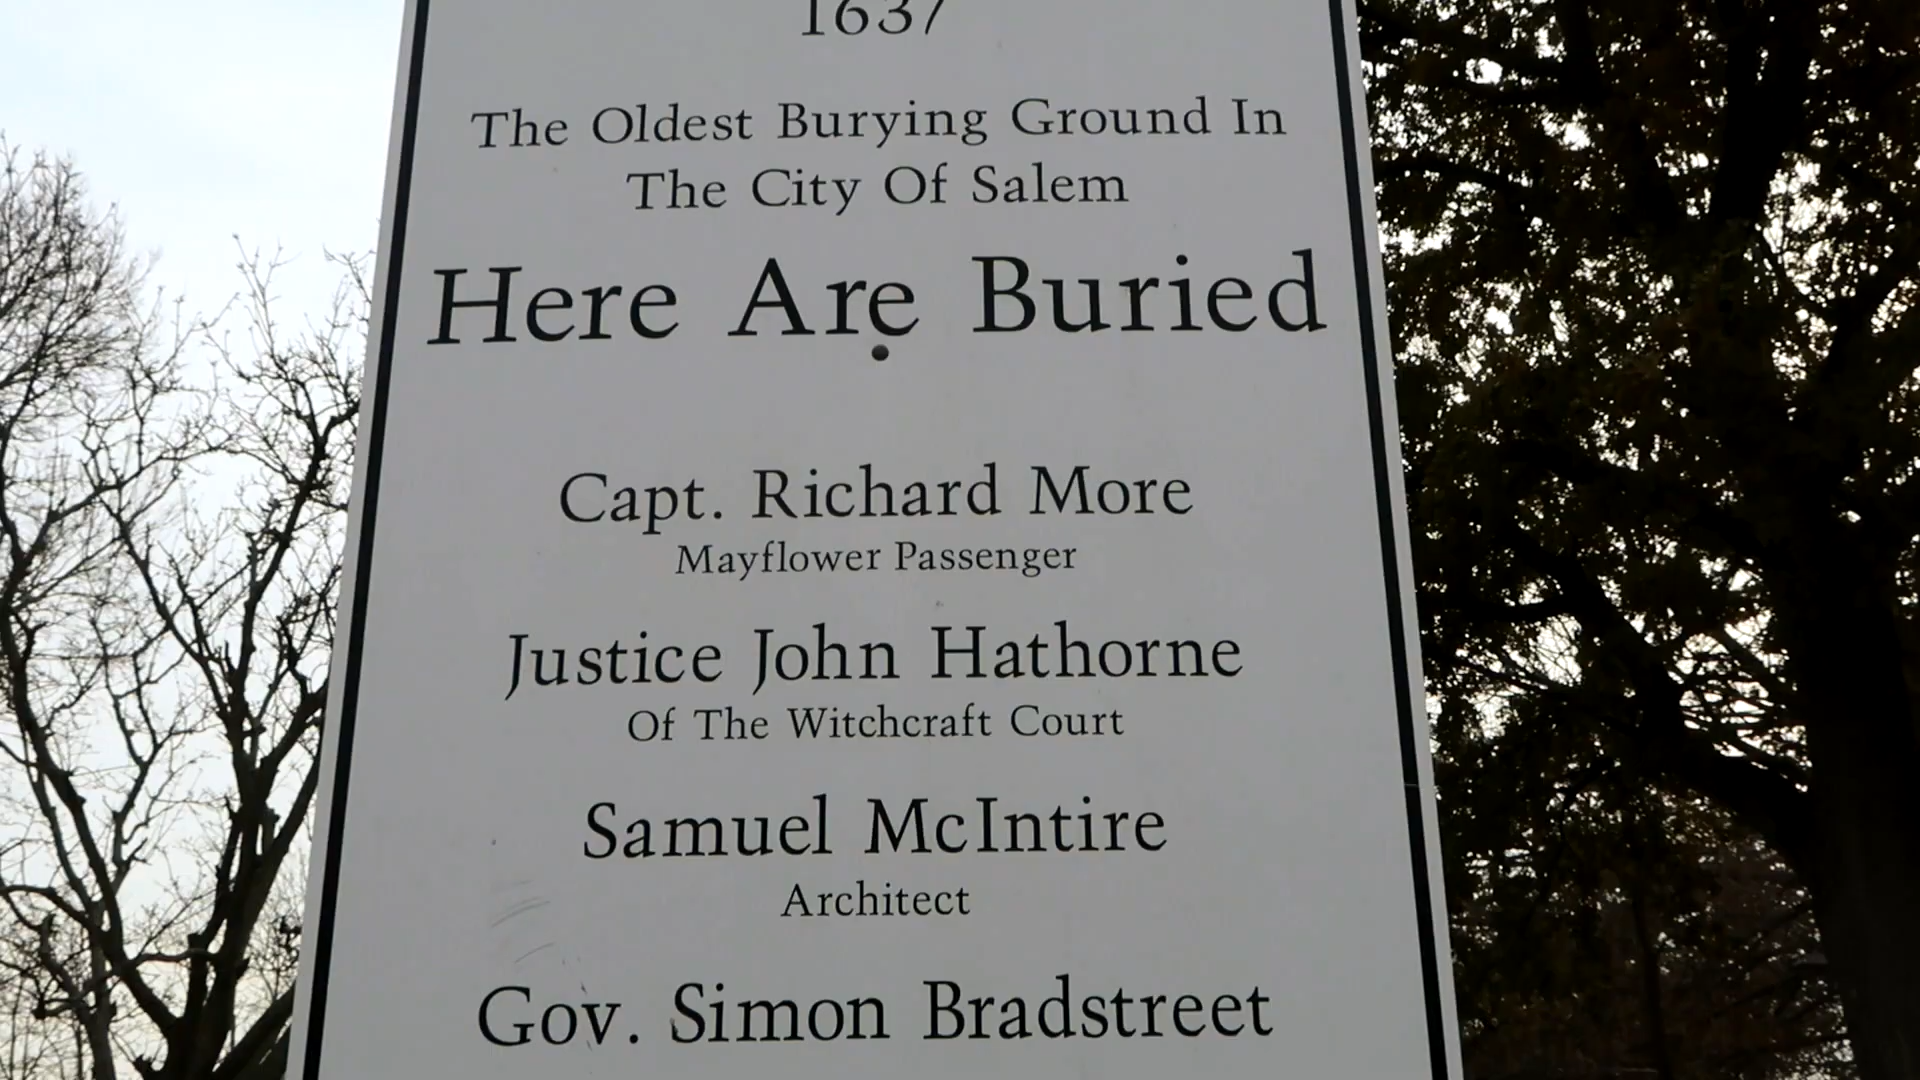 1637
The Oldest Burying Ground In
The City Of Salem
Here Are Buried
Capt. Richard More
Mayflower Passenger
Justice John Hathorne
Of The Witchcraft Court
Samuel McIntire
Architect
Gov. Simon Bradstreet